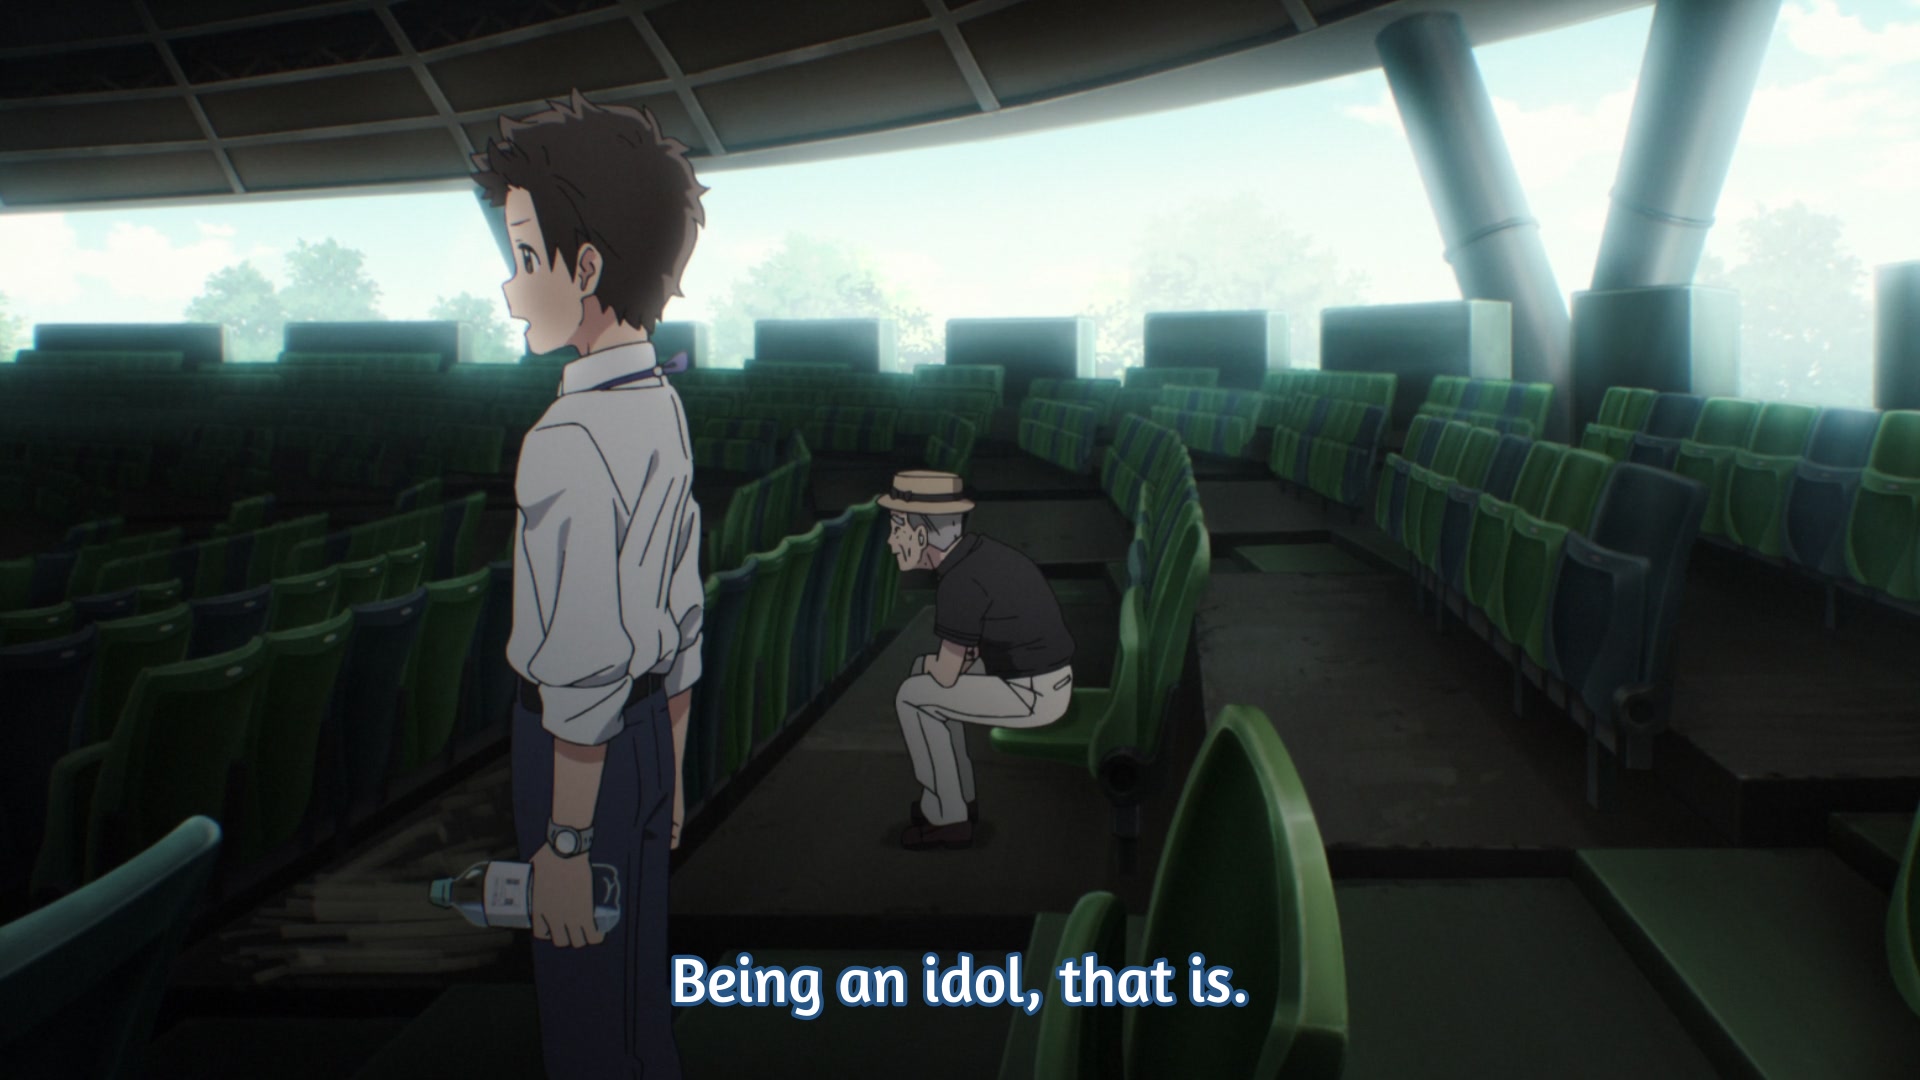 Being an idol, that is.